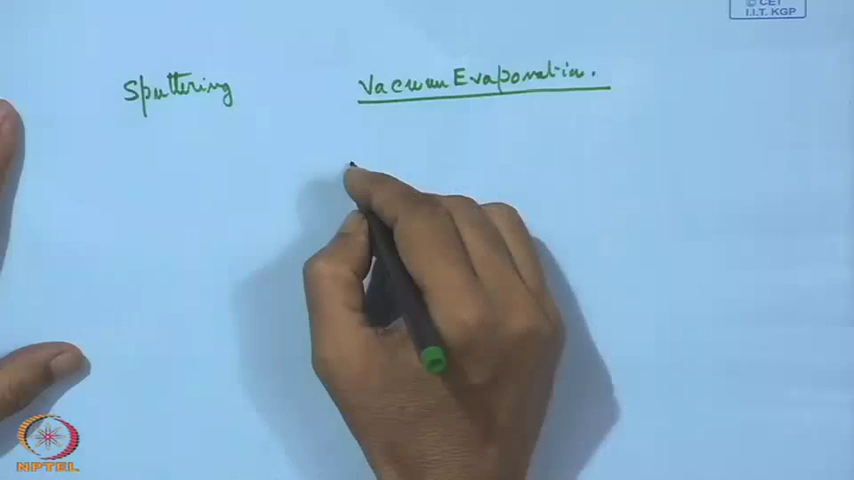 © CET
I.I.T. KGP
Sputtering Vacuum Evaporation.
NPTEL